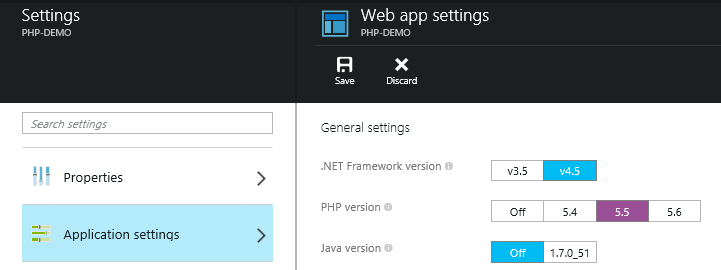 Settings
PHP-DEMO
Web app settings
PHP-DEMO
Save Discard
Search settings
Properties
Application settings
General settings
.NET Framework version v3.5 v4.5
PHP version Off 5.4 5.5 5.6
Java version Off 1.7.0_51